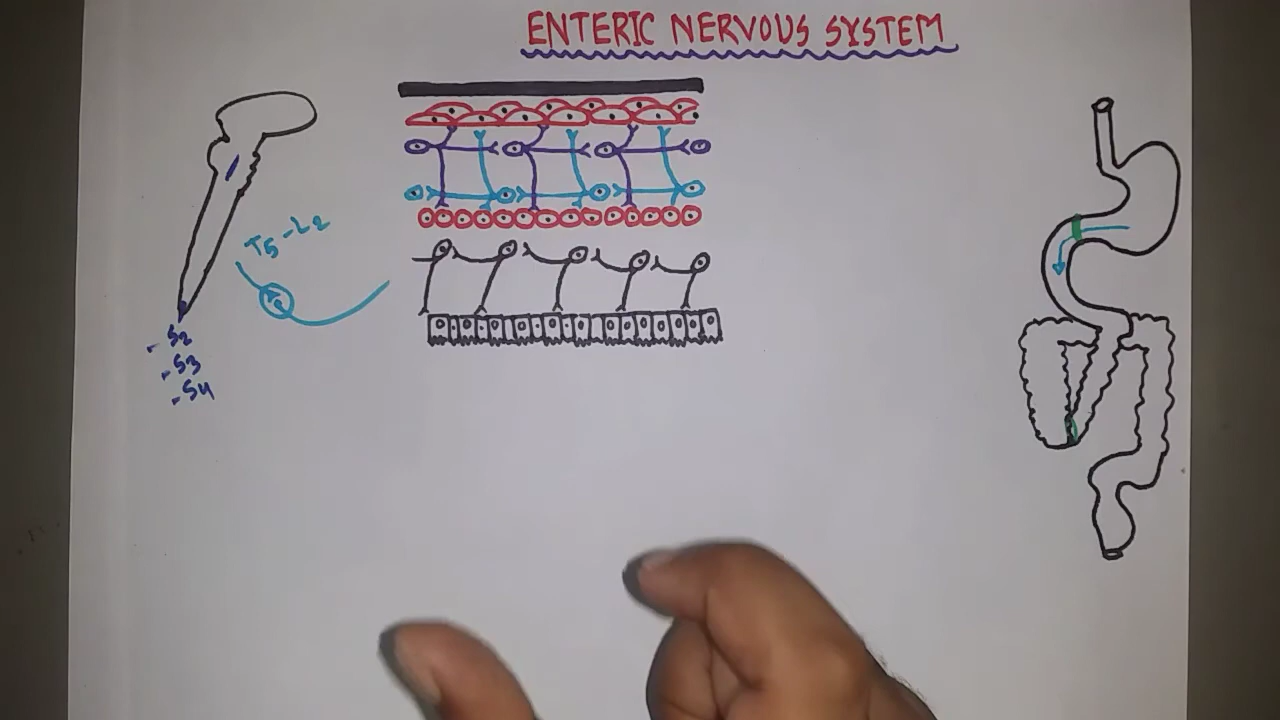 ENTERIC NERVOUS SYSTEM
T5-L2
- S2
- S3
- S4